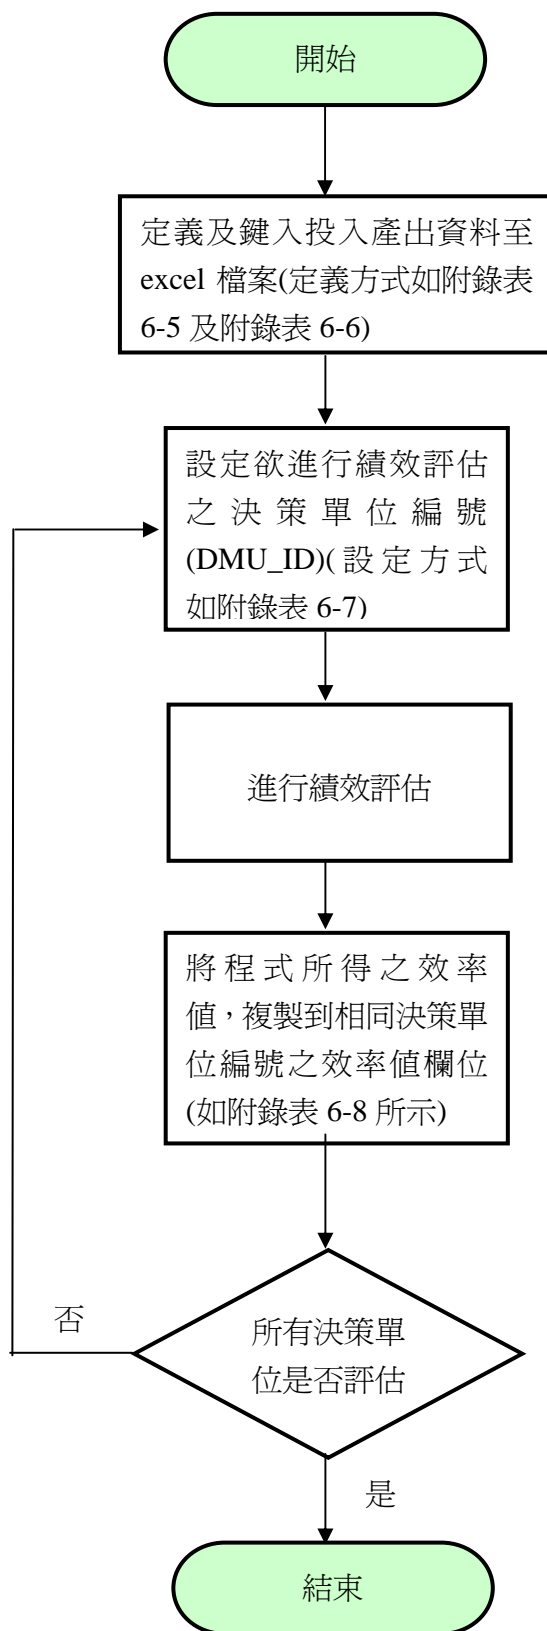 開始
定義及鍵入投入產出資料至
excel 檔案(定義方式如附錄表
6-5 及附錄表 6-6)
設定欲進行績效評估
之決策單位編號
(DMU_ID)(設定方式
如附錄表 6-7)
進行績效評估
將程式所得之效率
值，複製到相同決策單
位編號之效率值欄位
(如附錄表 6-8 所示)
所有決策單
位是否評估
否
是
結束